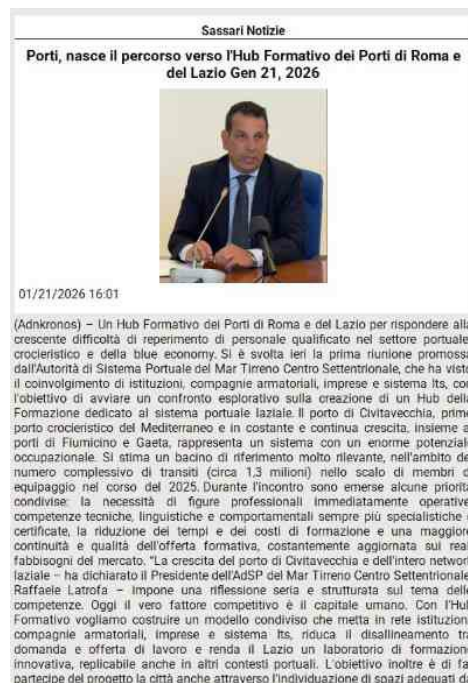 Sassari Notizie
Porti, nasce il percorso verso l'Hub Formativo dei Porti di Roma e
del Lazio Gen 21, 2026
01/21/2026 16:01
(Adnkronos) – Un Hub Formativo dei Porti di Roma e del Lazio per rispondere alla
crescente difficoltà di reperimento di personale qualificato nel settore portuale,
crocieristico e della blue economy. Si è svolta ieri la prima riunione promossa
dall'Autorità di Sistema Portuale del Mar Tirreno Centro Settentrionale, che ha visto
il coinvolgimento di istituzioni, compagnie armatoriali, imprese e sistema Its, con
l'obiettivo di avviare un confronto esplorativo sulla creazione di un Hub della
Formazione dedicato al sistema portuale laziale. Il porto di Civitavecchia, primo
porto crocieristico del Mediterraneo e in costante e continua crescita, insieme ai
porti di Fiumicino e Gaeta, rappresenta un sistema con un enorme potenziale
occupazionale. Si stima un bacino di riferimento molto rilevante, nell'ambito del
numero complessivo di transiti (circa 1,3 milioni) nello scalo di membri di
equipaggio nel corso del 2025. Durante l'incontro sono emerse alcune priorità
condivise: la necessità di figure professionali immediatamente operative,
competenze tecniche, linguistiche e comportamentali sempre più specialistiche e
certificate, la riduzione dei tempi e dei costi di formazione e una maggiore
continuità e qualità dell'offerta formativa, costantemente aggiornata sui reali
fabbisogni del mercato. "La crescita del porto di Civitavecchia e dell'intero network
laziale – ha dichiarato il Presidente dell'AdSP del Mar Tirreno Centro Settentrionale,
Raffaele Latrofa – impone una riflessione seria e strutturata sul tema delle
competenze. Oggi il vero fattore competitivo è il capitale umano. Con l'Hub
Formativo vogliamo costruire un modello condiviso che metta in rete istituzioni,
compagnie armatoriali, imprese e sistema Its, riduca il disallineamento tra
domanda e offerta di lavoro e renda il Lazio un laboratorio di formazione
innovativa, replicabile anche in altri contesti portuali. L'obiettivo inoltre è di far
partecipe del progetto la città anche attraverso l'individuazione di spazi adeguati di